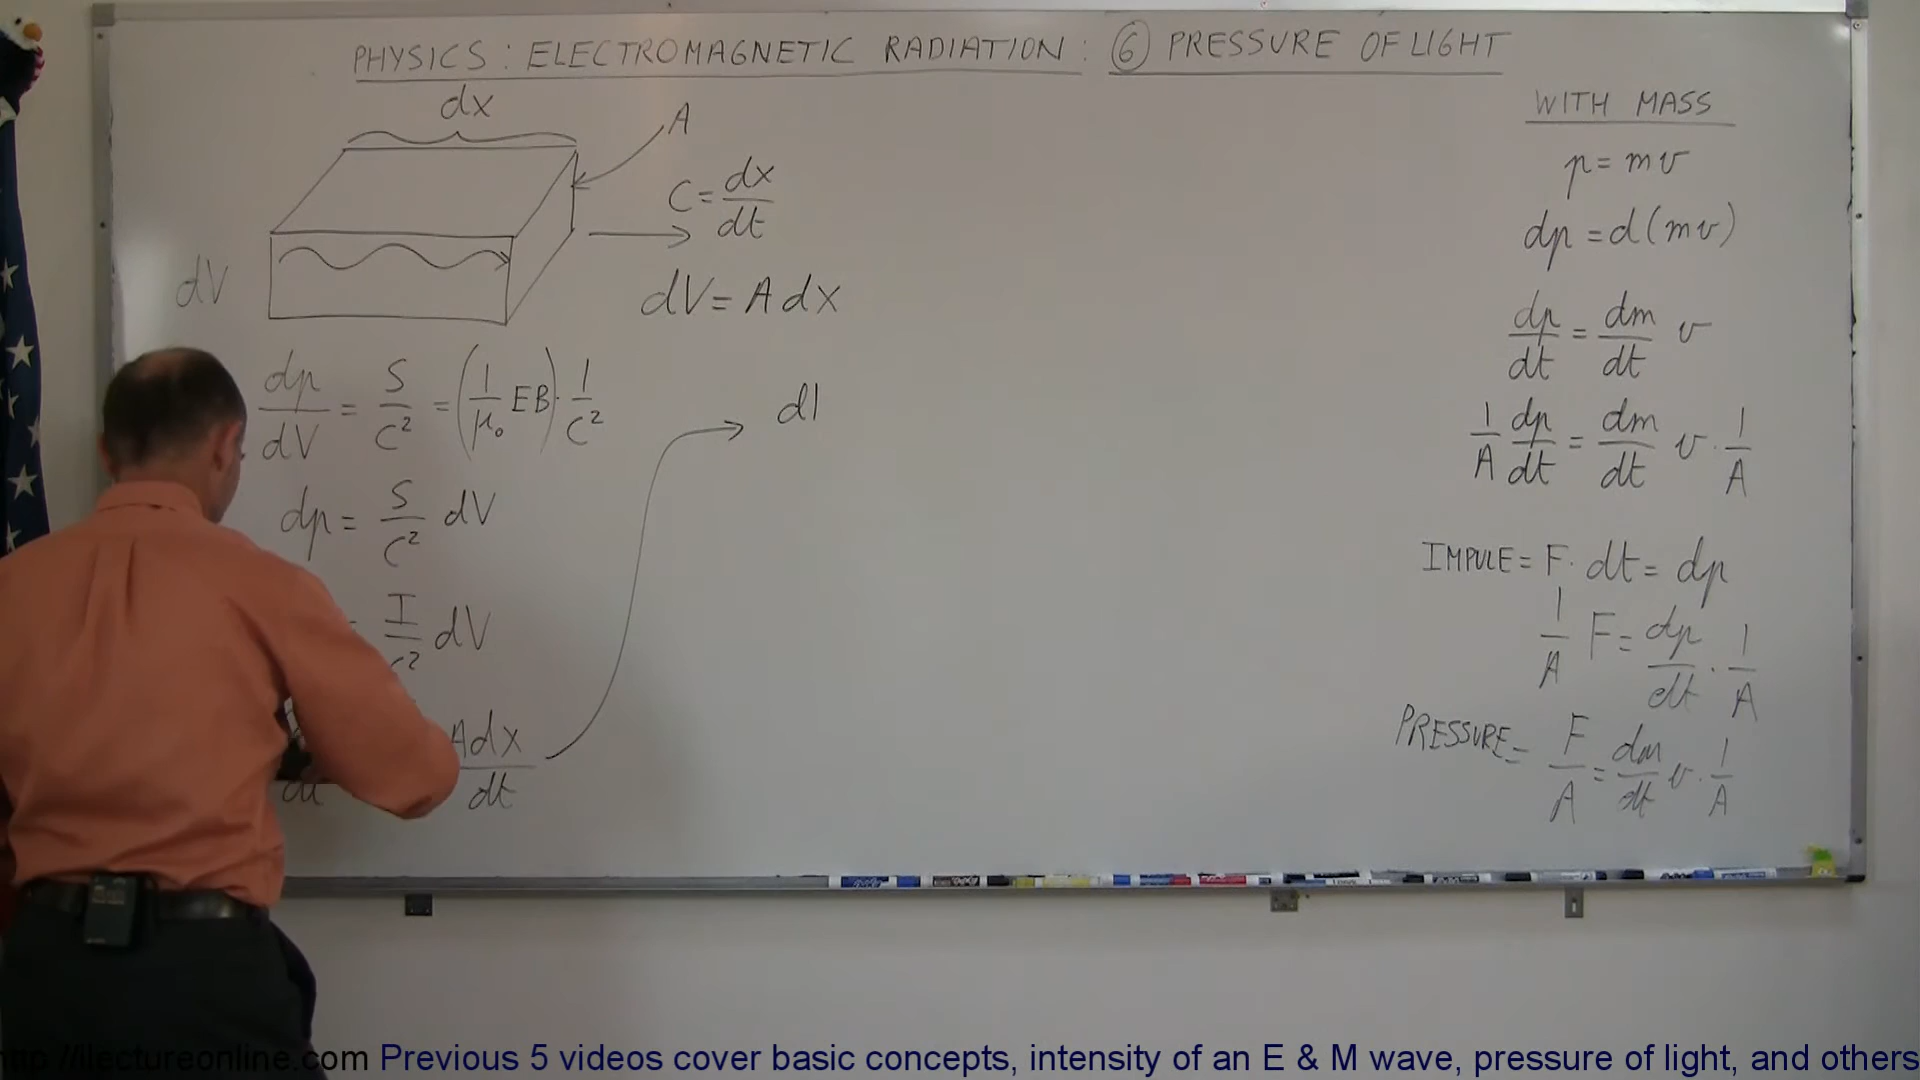 PHYSICS: ELECTROMAGNETIC RADIATION: ⑥ PRESSURE OF LIGHT
dx
A
C = dx/dt
dV
dV = A dx
dp/dV = S/C² = (1/μ₀ EB) · 1/C²
dp = S/C² dV
I/C² dV
A dx/dt
d
WITH MASS
p = mv
dp = d(mv)
dp/dt = dm/dt v
1/A dp/dt = dm/dt v · 1/A
IMPULE = F · dt = dp
1/A F = dp/dt · 1/A
PRESSURE = F/A = dm/dt v · 1/A
http://ilectureonline.com Previous 5 videos cover basic concepts, intensity of an E & M wave, pressure of light, and others